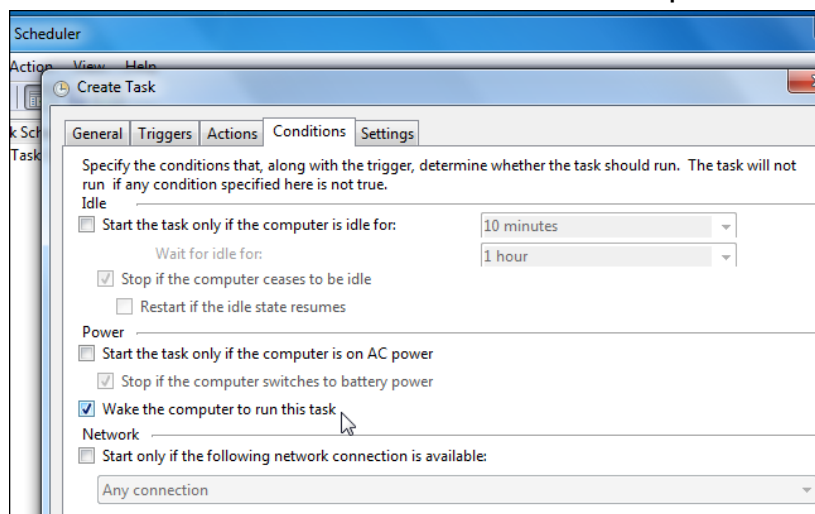 Scheduler
Action View Help
Create Task
k Sch
Task
General Triggers Actions Conditions Settings
Specify the conditions that, along with the trigger, determine whether the task should run. The task will not
run if any condition specified here is not true.
Idle
Start the task only if the computer is idle for: 10 minutes
Wait for idle for: 1 hour
Stop if the computer ceases to be idle
Restart if the idle state resumes
Power
Start the task only if the computer is on AC power
Stop if the computer switches to battery power
Wake the computer to run this task
Network
Start only if the following network connection is available:
Any connection